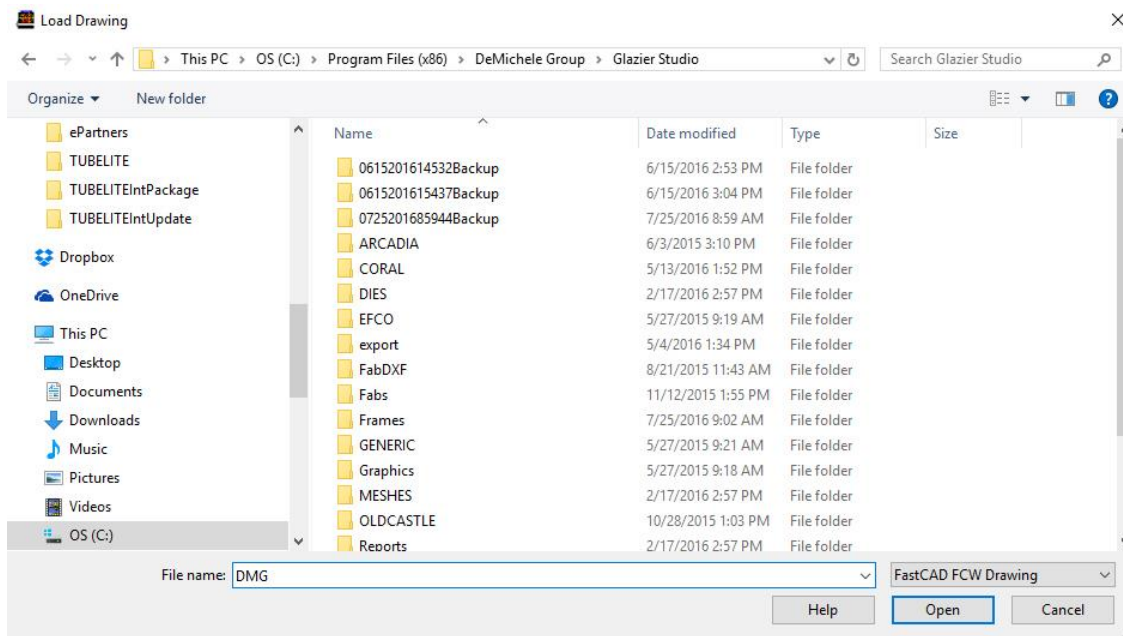 Load Drawing
This PC > OS (C:) > Program Files (x86) > DeMichele Group > Glazier Studio
Search Glazier Studio
Organize
New folder
ePartners
TUBELITE
TUBELITEIntPackage
TUBELITEIntUpdate
Dropbox
OneDrive
This PC
Desktop
Documents
Downloads
Music
Pictures
Videos
OS (C:)
Name Date modified Type Size
0615201614532Backup 6/15/2016 2:53 PM File folder
0615201615437Backup 6/15/2016 3:04 PM File folder
0725201685944Backup 7/25/2016 8:59 AM File folder
ARCADIA 6/3/2015 3:10 PM File folder
CORAL 5/13/2016 1:52 PM File folder
DIES 2/17/2016 2:57 PM File folder
EFCO 5/27/2015 9:19 AM File folder
export 5/4/2016 1:34 PM File folder
FabDXF 8/21/2015 11:43 AM File folder
Fabs 11/12/2015 1:55 PM File folder
Frames 7/25/2016 9:02 AM File folder
GENERIC 5/27/2015 9:21 AM File folder
Graphics 5/27/2015 9:18 AM File folder
MESHES 2/17/2016 2:57 PM File folder
OLDCASTLE 10/28/2015 1:03 PM File folder
Reports 2/17/2016 2:57 PM File folder
File name: DMG
FastCAD FCW Drawing
Help
Open
Cancel